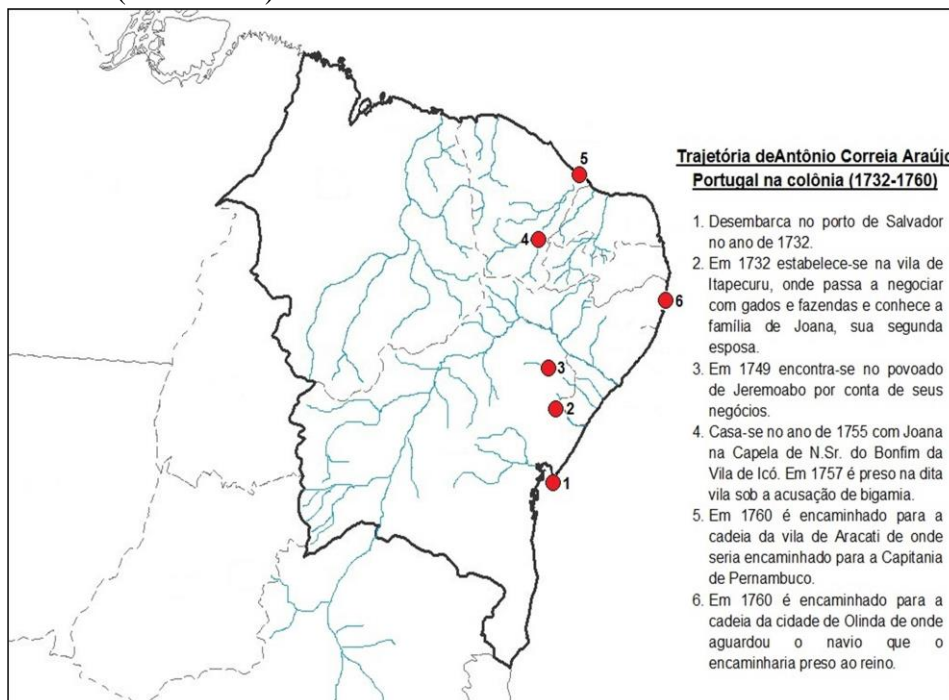 5
4
6
3
2
1
Trajetória deAntônio Correia Araújo
Portugal na colônia (1732-1760)
1. Desembarca no porto de Salvador
no ano de 1732.
2. Em 1732 estabelece-se na vila de
Itapecuru, onde passa a negociar
com gados e fazendas e conhece a
família de Joana, sua segunda
esposa.
3. Em 1749 encontra-se no povoado
de Jeremoabo por conta de seus
negócios.
4. Casa-se no ano de 1755 com Joana
na Capela de N.Sr. do Bonfim da
Vila de Icó. Em 1757 é preso na dita
vila sob a acusação de bigamia.
5. Em 1760 é encaminhado para a
cadeia da vila de Aracati de onde
seria encaminhado para a Capitania
de Pernambuco.
6. Em 1760 é encaminhado para a
cadeia da cidade de Olinda de onde
aguardou o navio que o
encaminharia preso ao reino.